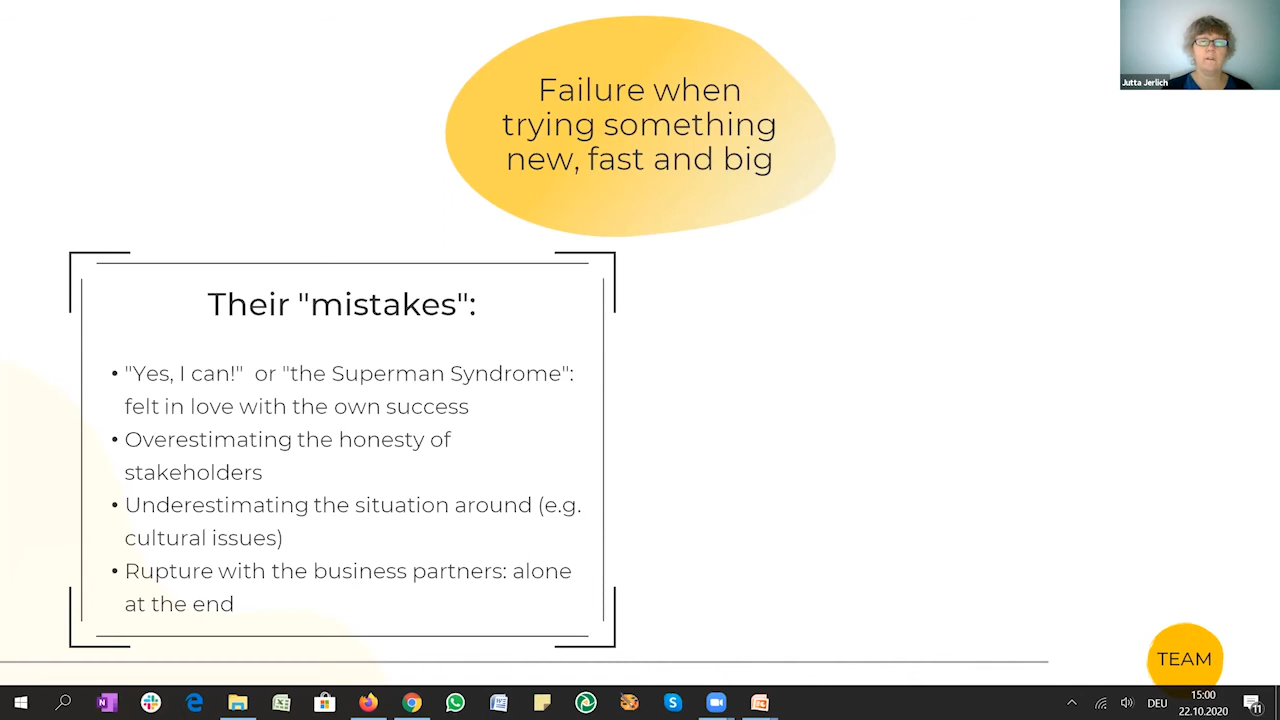 Failure when
trying something
new, fast and big
Jutta Jerlich
Their "mistakes":
• "Yes, I can!" or "the Superman Syndrome":
felt in love with the own success
• Overestimating the honesty of
stakeholders
• Underestimating the situation around (e.g.
cultural issues)
• Rupture with the business partners: alone
at the end
TEAM
DEU
15:00
22.10.2020
11